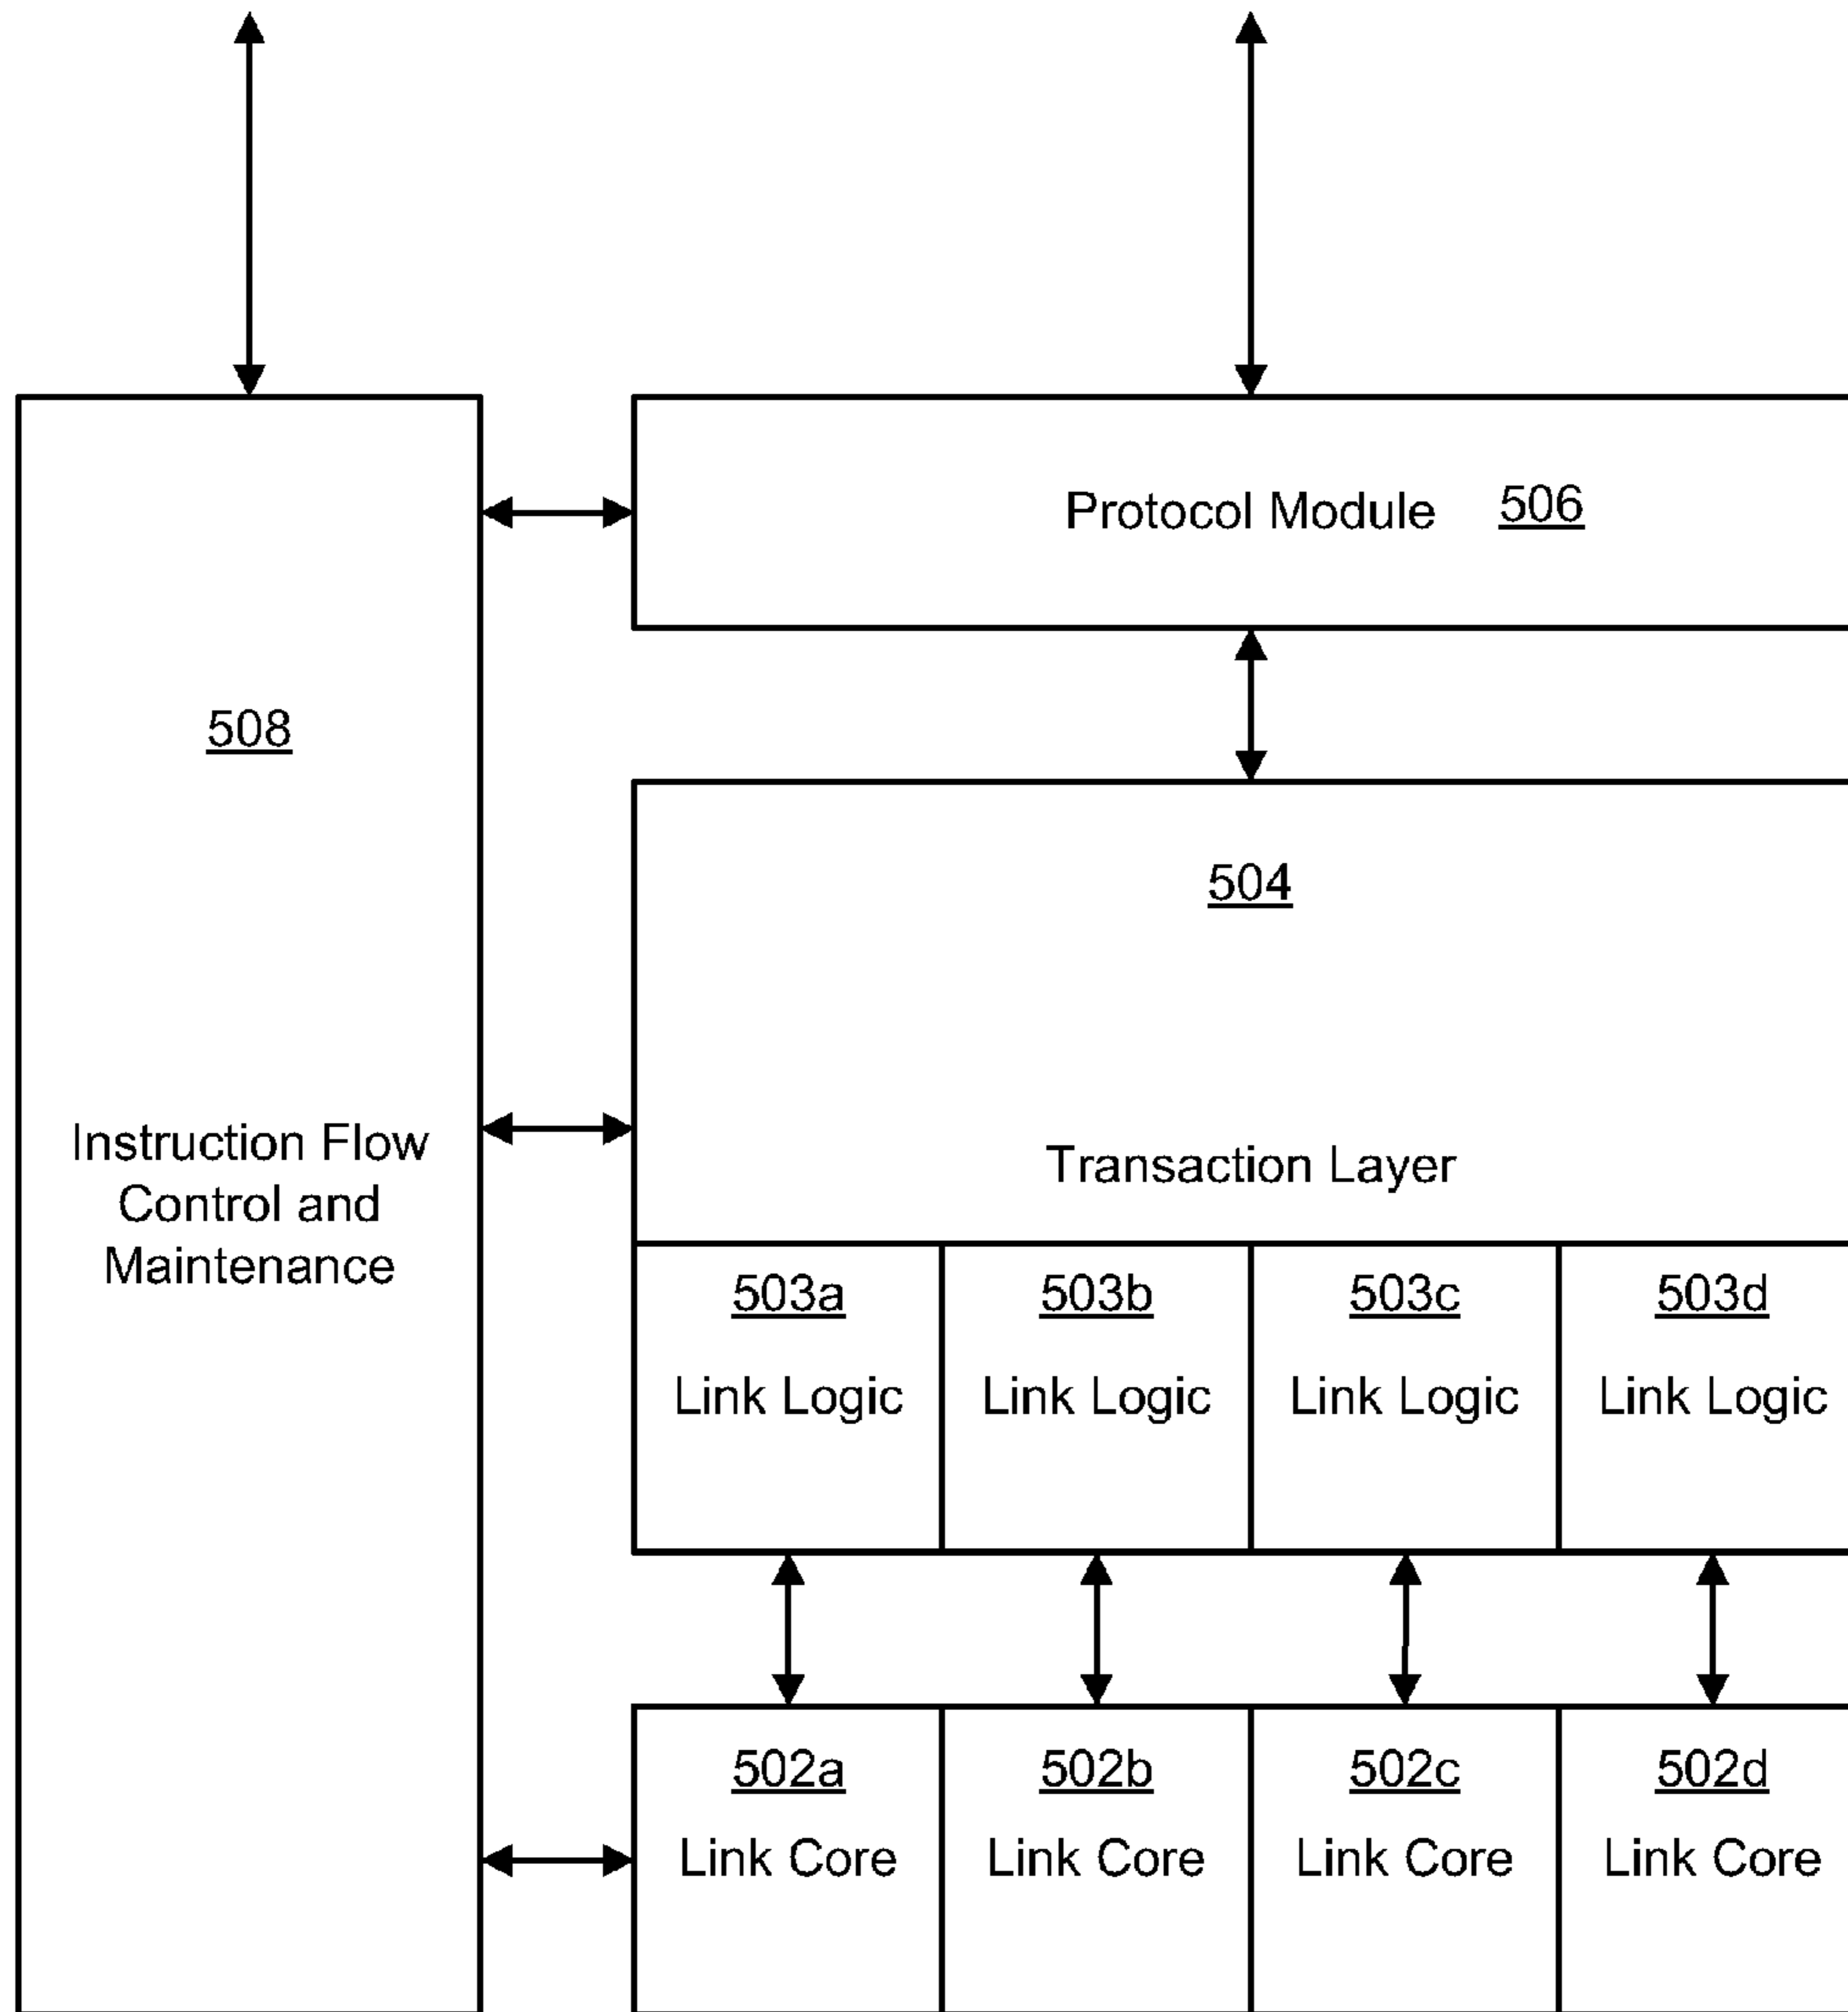 Protocol Module 506
508
504
Instruction Flow
Control and
Maintenance
Transaction Layer
503a 503b 503c 503d
Link Logic Link Logic Link Logic Link Logic
502a 502b 502c 502d
Link Core Link Core Link Core Link Core